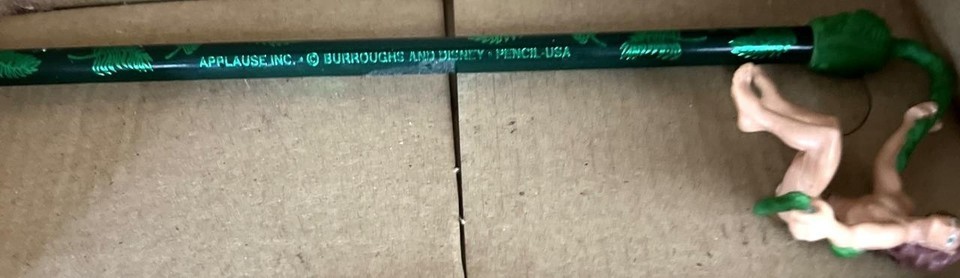 APPLAUSE,INC. • © BURROUGHS AND DISNEY • PENCIL-USA